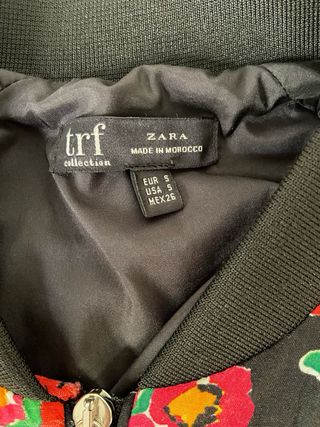 trf
collection
ZARA
MADE IN MOROCCO
EUR S
USA S
MEX 26